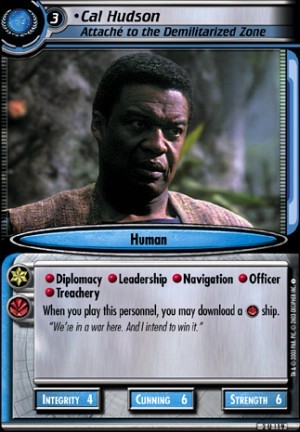 3 •Cal Hudson
Attaché to the Demilitarized Zone
Human
•Diplomacy •Leadership •Navigation •Officer
•Treachery
When you play this personnel, you may download a ship.
"We're in a war here. And I intend to win it."
INTEGRITY 4 CUNNING 6 STRENGTH 6